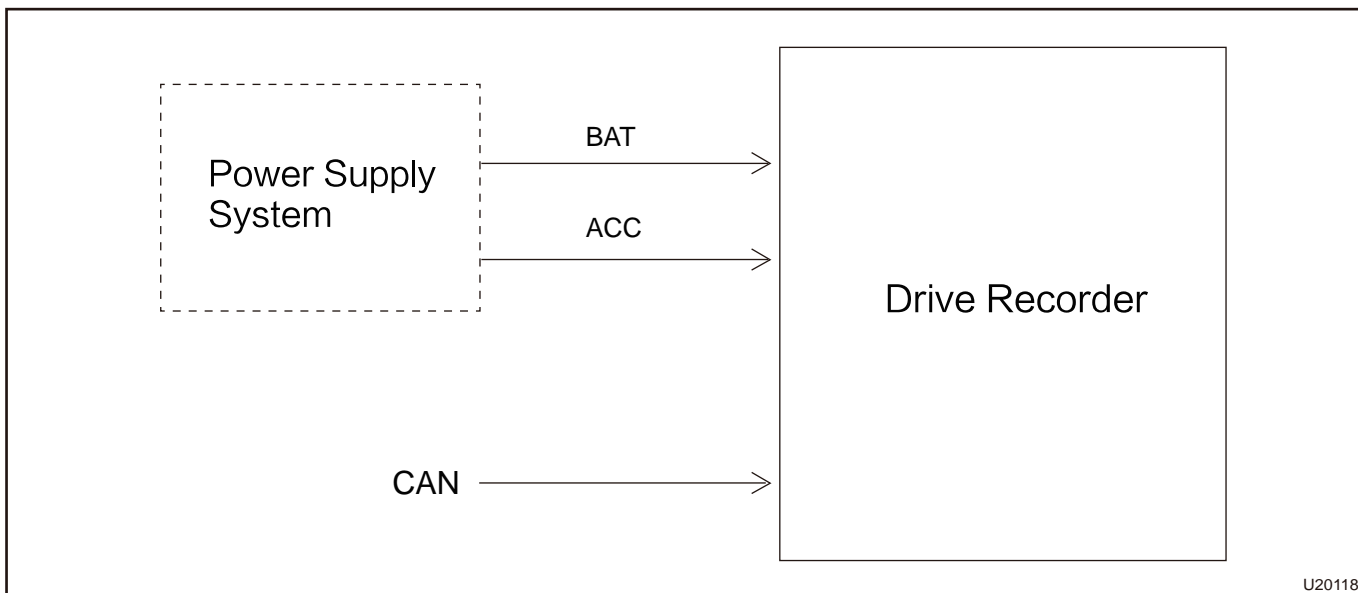 BAT
Power Supply
System
ACC
Drive Recorder
CAN
U20118